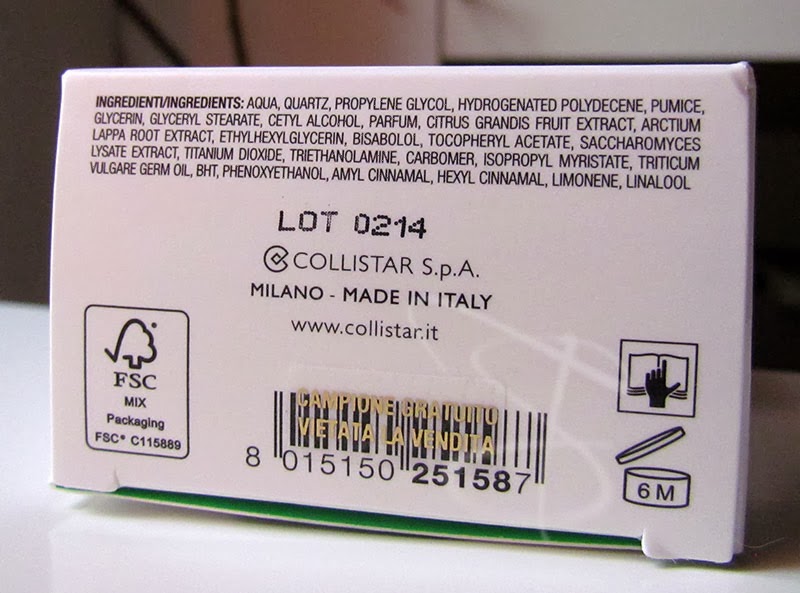 INGREDIENTI/INGREDIENTS: AQUA, QUARTZ, PROPYLENE GLYCOL, HYDROGENATED POLYDECENE, PUMICE,
GLYCERIN, GLYCERYL STEARATE, CETYL ALCOHOL, PARFUM, CITRUS GRANDIS FRUIT EXTRACT, ARCTIUM
LAPPA ROOT EXTRACT, ETHYLHEXYLGLYCERIN, BISABOLOL, TOCOPHERYL ACETATE, SACCHAROMYCES
LYSATE EXTRACT, TITANIUM DIOXIDE, TRIETHANOLAMINE, CARBOMER, ISOPROPYL MYRISTATE, TRITICUM
VULGARE GERM OIL, BHT, PHENOXYETHANOL, AMYL CINNAMAL, HEXYL CINNAMAL, LIMONENE, LINALOOL
LOT 0214
COLLISTAR S.p.A.
MILANO - MADE IN ITALY
www.collistar.it
FSC
MIX
Packaging
FSC® C115889
CAMPIONE GRATUITO
VIETATA LA VENDITA
8 015150 251587
6 M